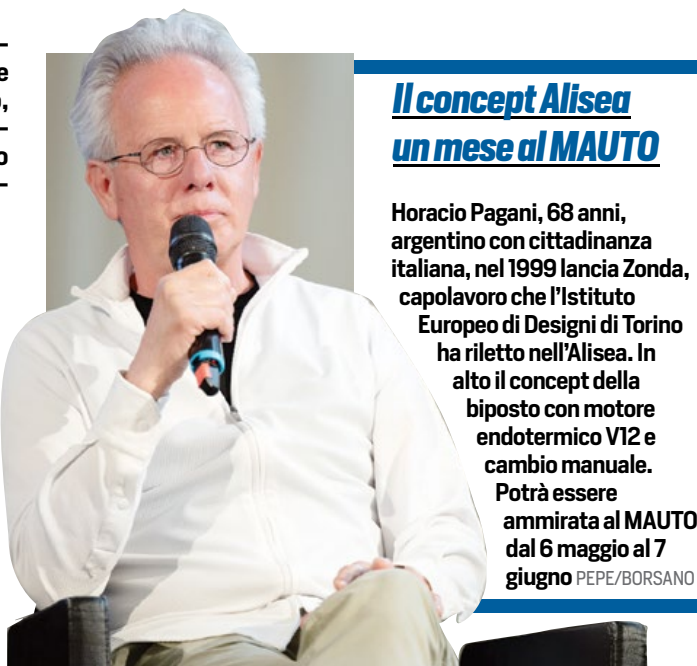 e
,
o
Il concept Alisea
un mese al MAUTO
Horacio Pagani, 68 anni,
argentino con cittadinanza
italiana, nel 1999 lancia Zonda,
capolavoro che l’Istituto
Europeo di Designi di Torino
ha riletto nell’Alisea. In
alto il concept della
biposto con motore
endotermico V12 e
cambio manuale.
Potrà essere
ammirata al MAUTO
dal 6 maggio al 7
giugno PEPE/BORSANO